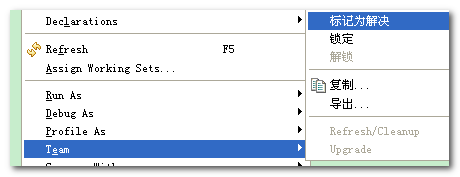 Declarations
Refresh F5
Assign Working Sets...
Run As
Debug As
Profile As
Team
标记为解决
锁定
解锁
复制...
导出...
Refresh/Cleanup
Upgrade